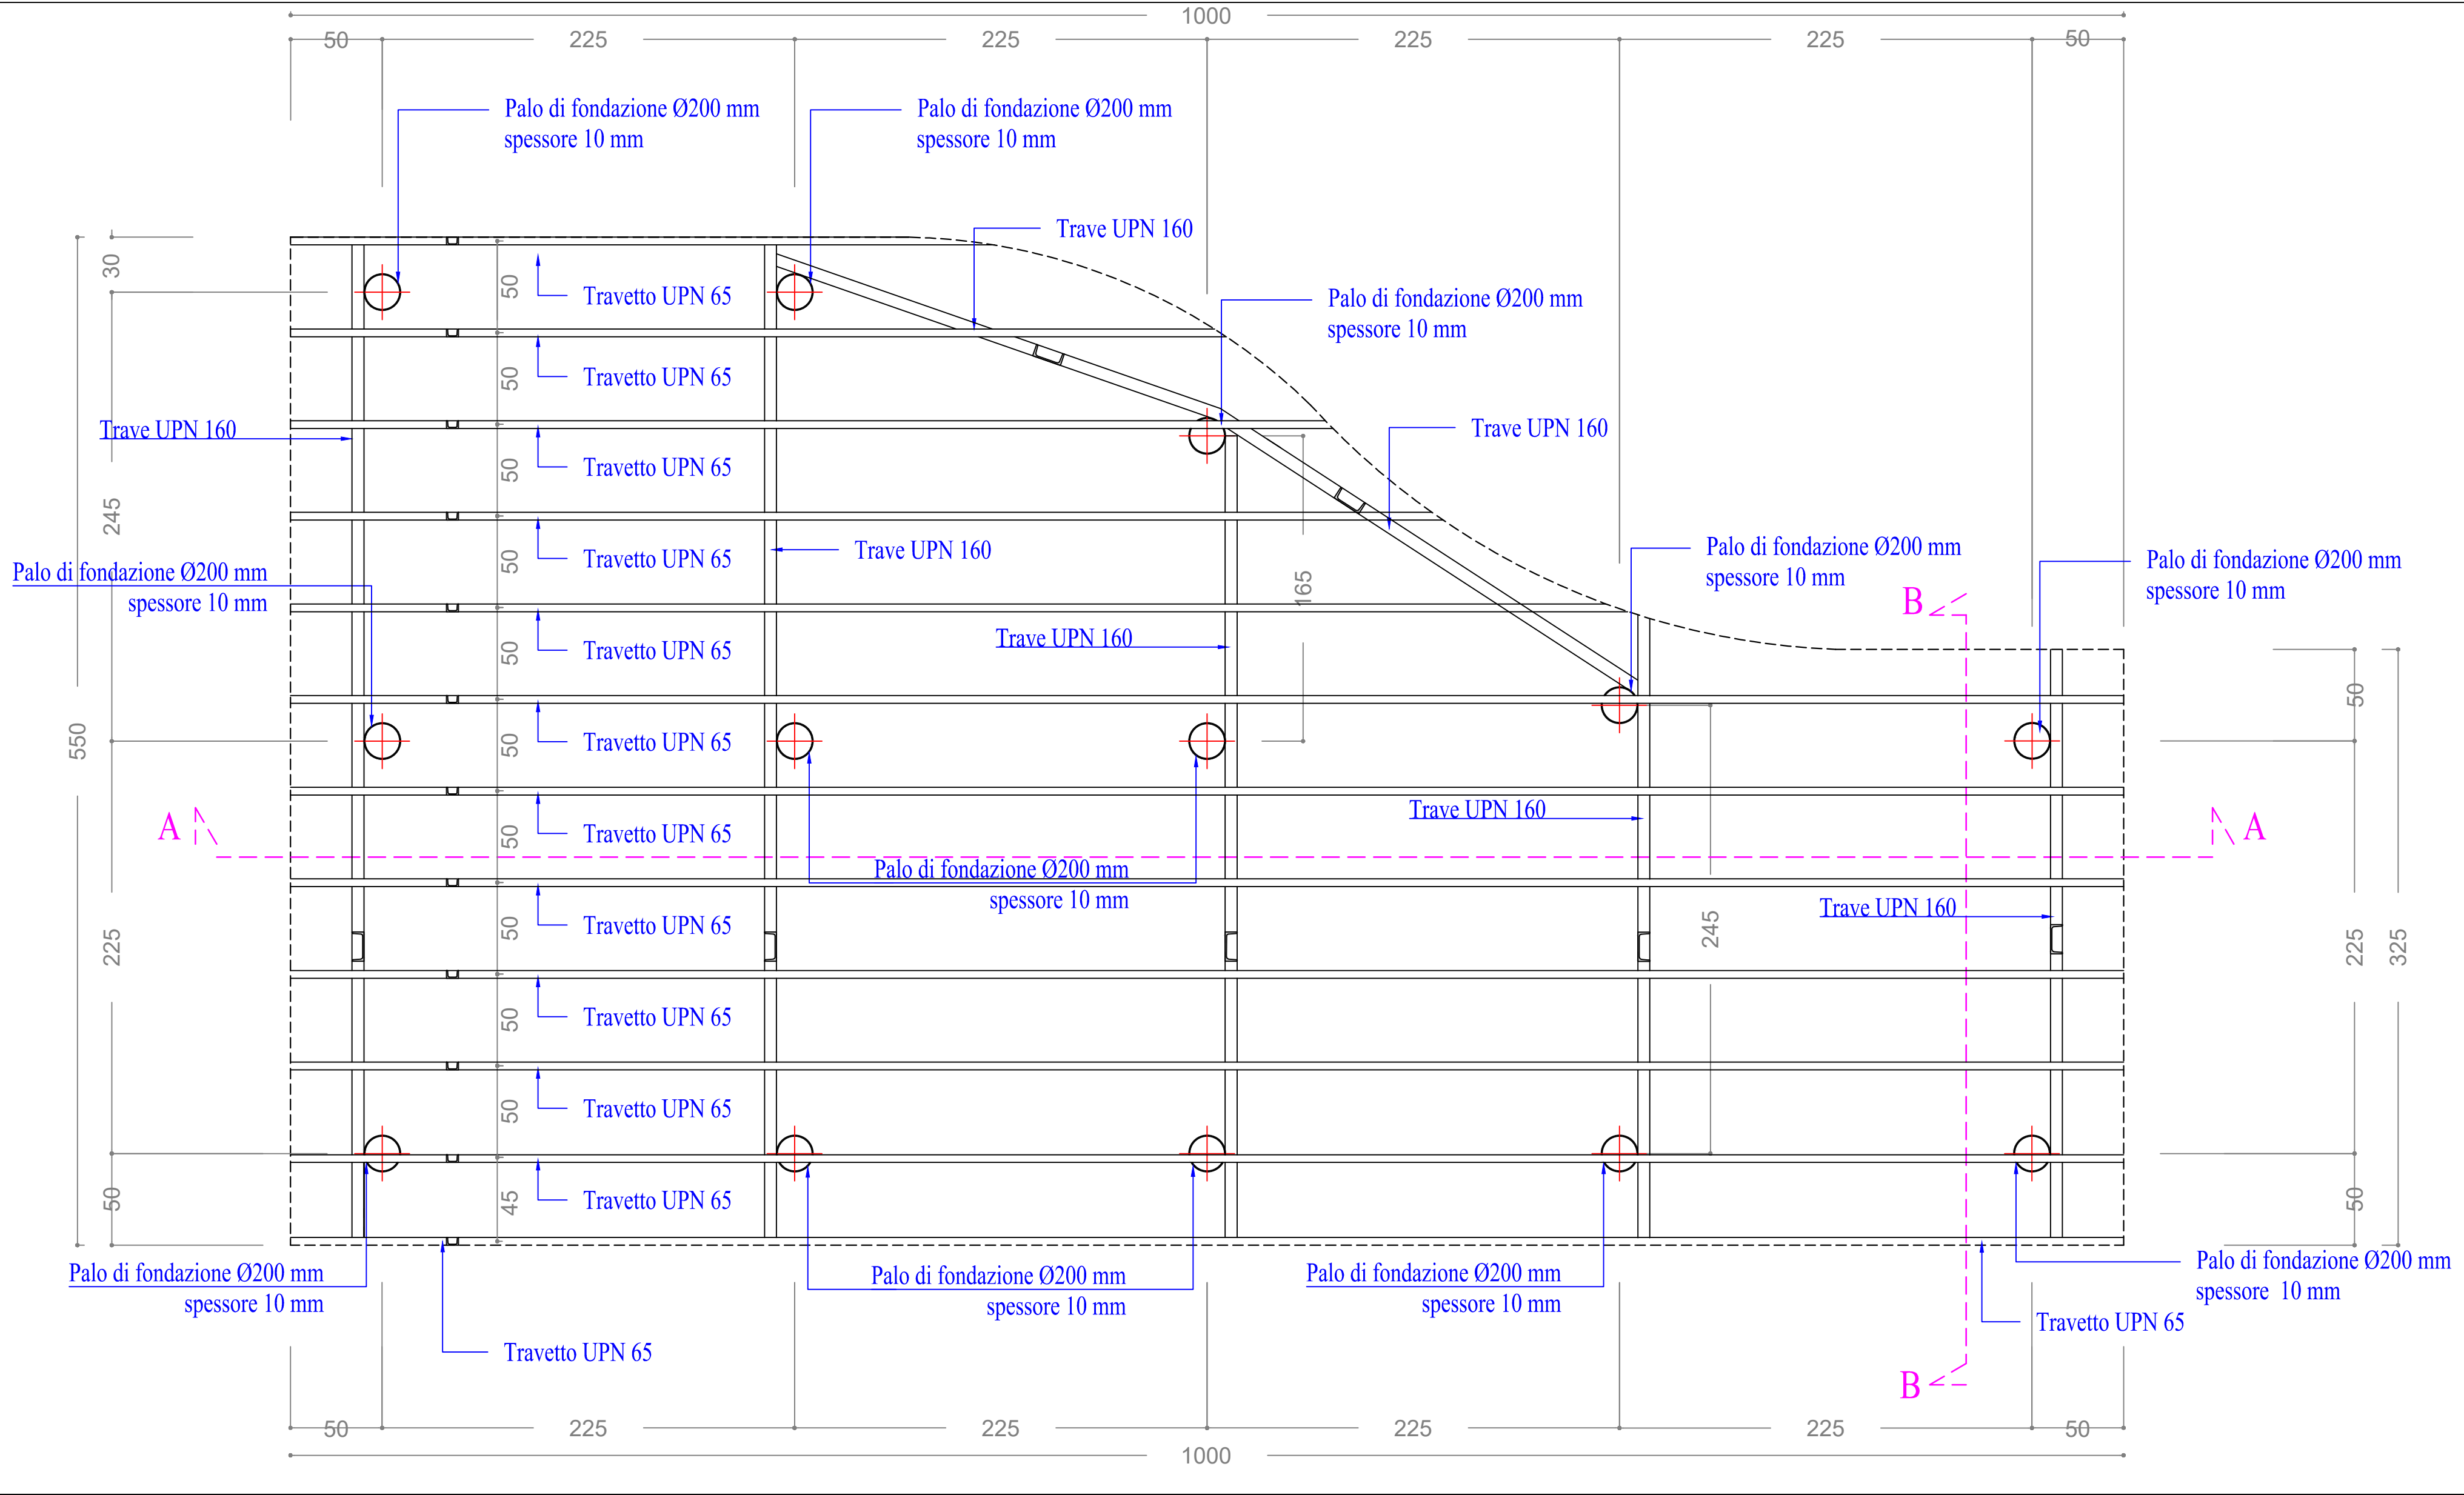 1000
50
225
225
225
225
50
Palo di fondazione Ø200 mm
spessore 10 mm
Palo di fondazione Ø200 mm
spessore 10 mm
Trave UPN 160
30
50
Travetto UPN 65
Palo di fondazione Ø200 mm
spessore 10 mm
50
Travetto UPN 65
Trave UPN 160
Trave UPN 160
50
Travetto UPN 65
245
Trave UPN 160
Palo di fondazione Ø200 mm
spessore 10 mm
Palo di fondazione Ø200 mm
spessore 10 mm
50
Travetto UPN 65
Palo di fondazione Ø200 mm
spessore 10 mm
165
B
Trave UPN 160
50
Travetto UPN 65
50
550
50
Travetto UPN 65
Trave UPN 160
A
50
Travetto UPN 65
A
Palo di fondazione Ø200 mm
spessore 10 mm
Trave UPN 160
225
50
Travetto UPN 65
245
225
325
50
Travetto UPN 65
50
Travetto UPN 65
50
45
Travetto UPN 65
50
Palo di fondazione Ø200 mm
spessore 10 mm
Palo di fondazione Ø200 mm
spessore 10 mm
Palo di fondazione Ø200 mm
spessore 10 mm
Palo di fondazione Ø200 mm
spessore 10 mm
Travetto UPN 65
Travetto UPN 65
B
50
225
225
225
225
50
1000